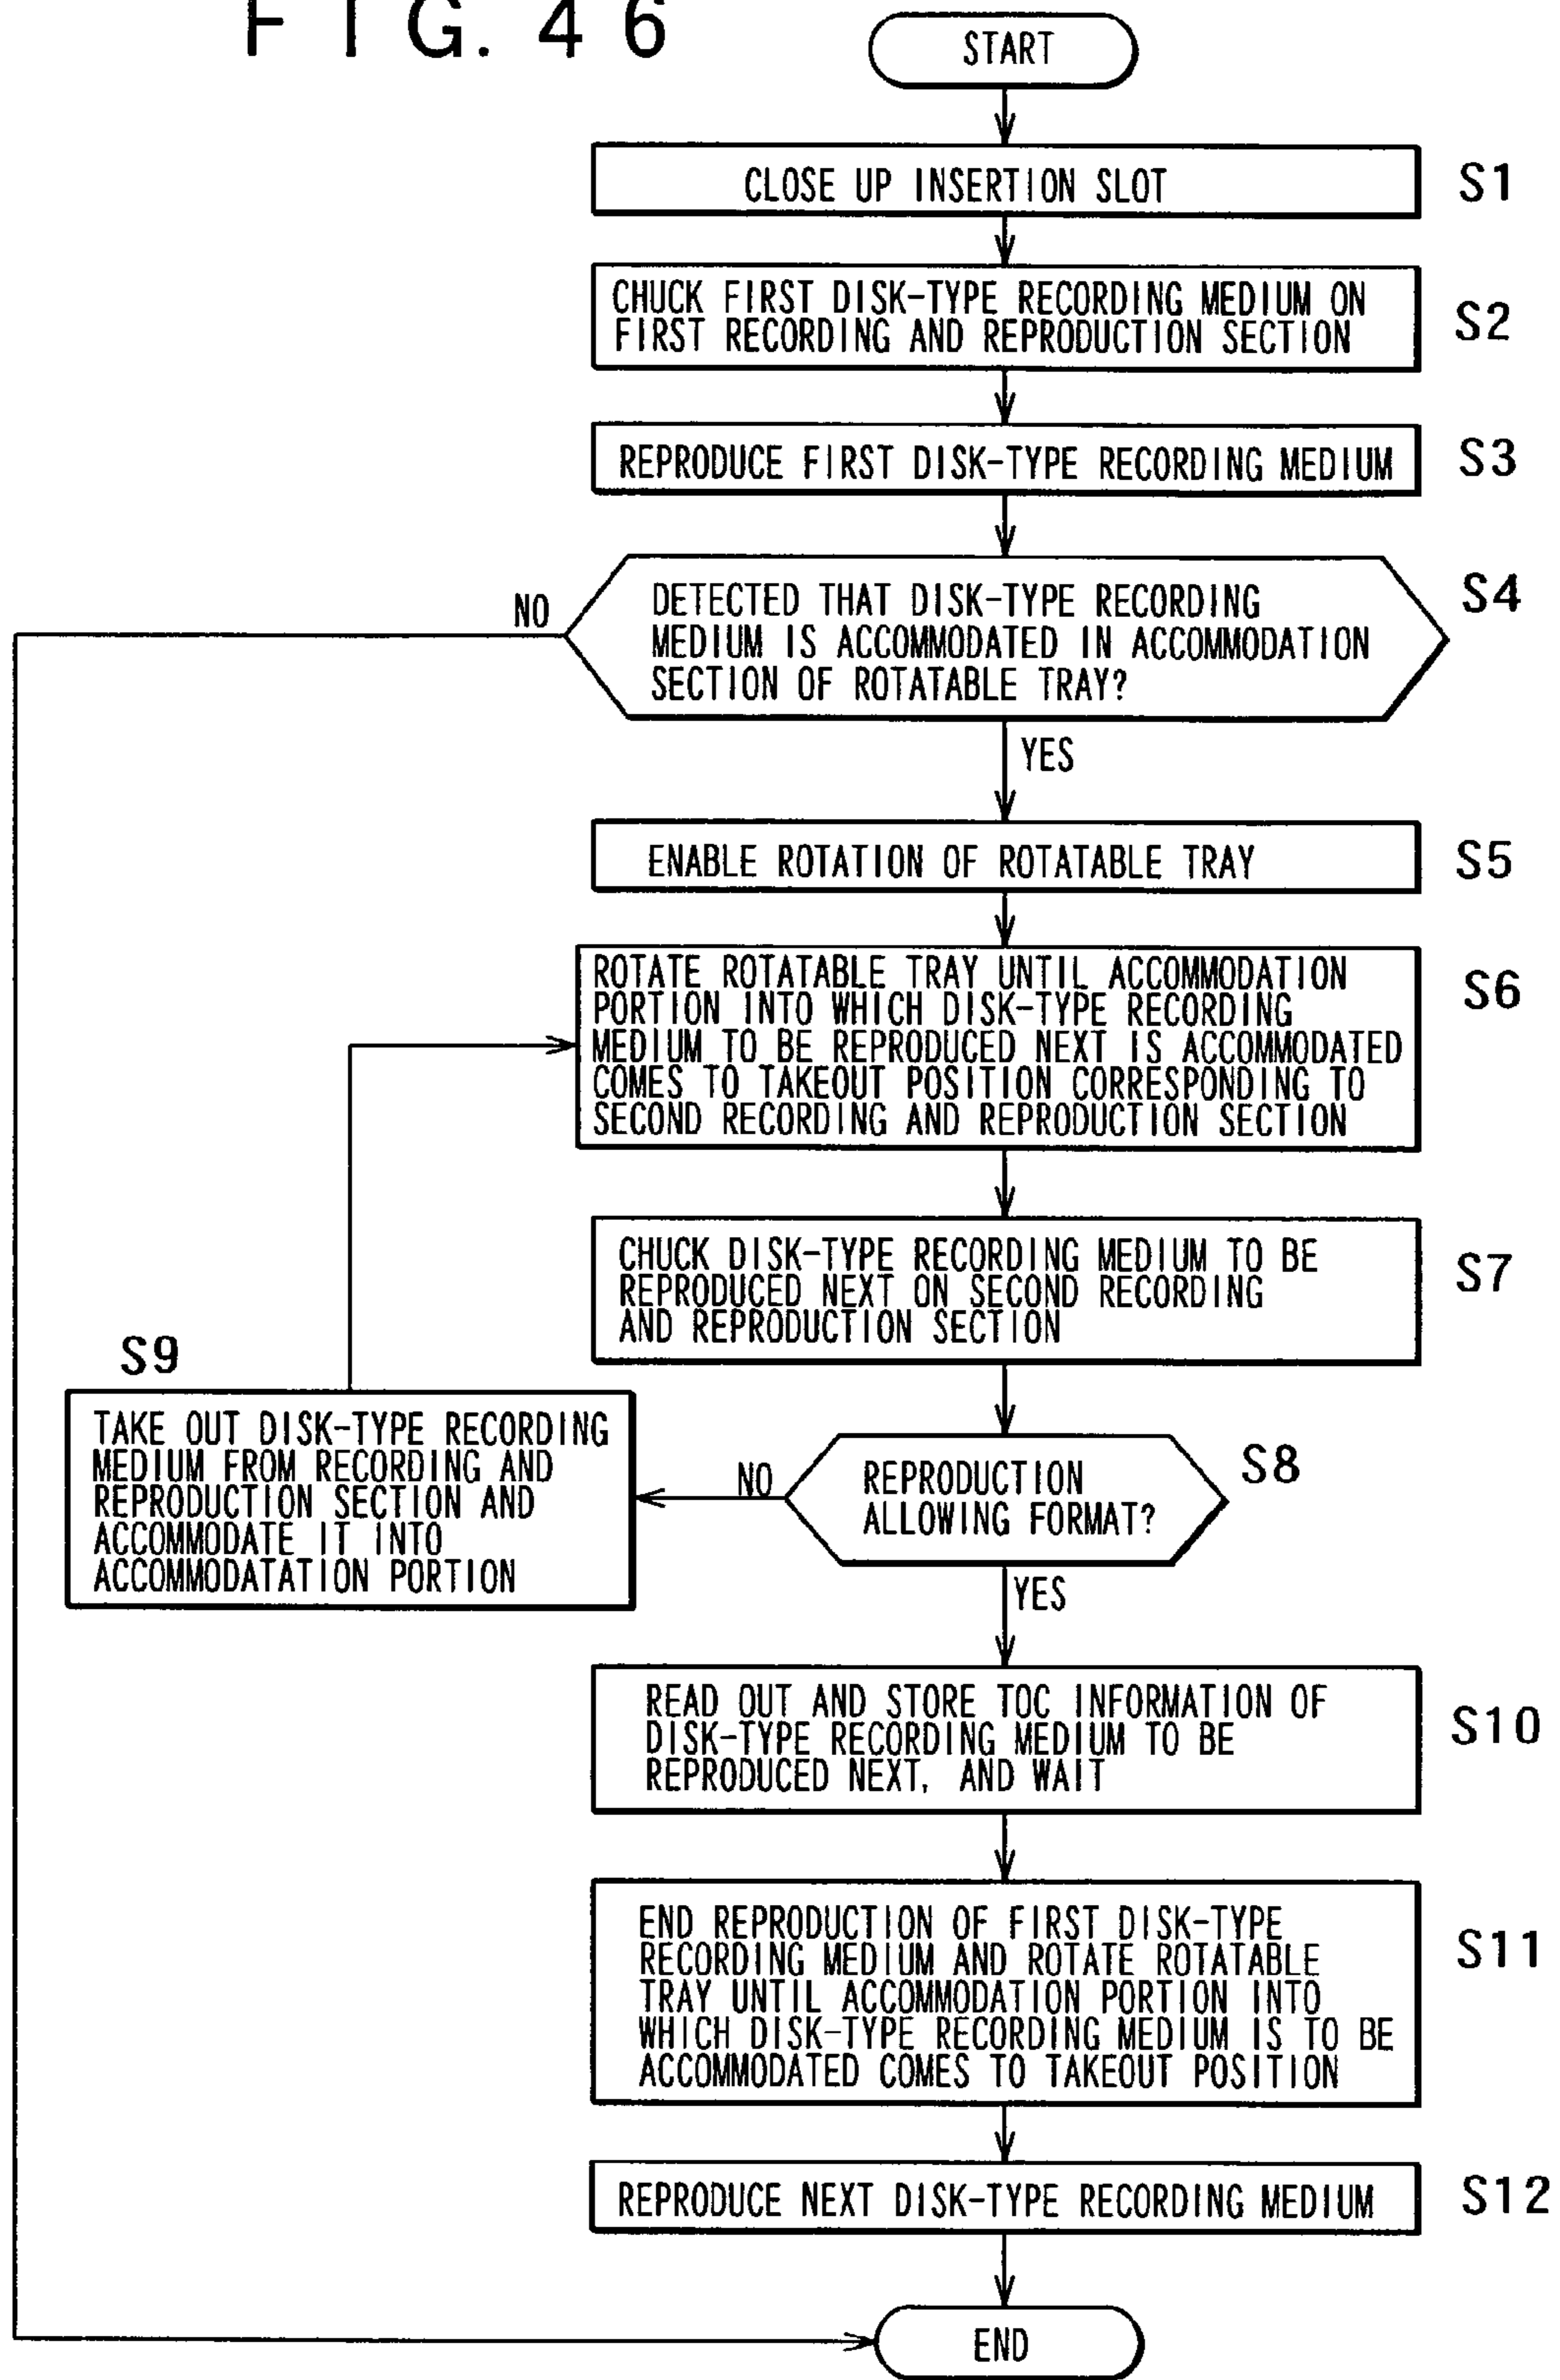 FIG. 46
START
CLOSE UP INSERTION SLOT
S1
CHUCK FIRST DISK-TYPE RECORDING MEDIUM ON
FIRST RECORDING AND REPRODUCTION SECTION
S2
REPRODUCE FIRST DISK-TYPE RECORDING MEDIUM
S3
DETECTED THAT DISK-TYPE RECORDING
MEDIUM IS ACCOMMODATED IN ACCOMMODATION
SECTION OF ROTATABLE TRAY?
S4
NO
YES
ENABLE ROTATION OF ROTATABLE TRAY
S5
ROTATE ROTATABLE TRAY UNTIL ACCOMMODATION
PORTION INTO WHICH DISK-TYPE RECORDING
MEDIUM TO BE REPRODUCED NEXT IS ACCOMMODATED
COMES TO TAKEOUT POSITION CORRESPONDING TO
SECOND RECORDING AND REPRODUCTION SECTION
S6
CHUCK DISK-TYPE RECORDING MEDIUM TO BE
REPRODUCED NEXT ON SECOND RECORDING
AND REPRODUCTION SECTION
S7
REPRODUCTION
ALLOWING FORMAT?
S8
NO
S9
TAKE OUT DISK-TYPE RECORDING
MEDIUM FROM RECORDING AND
REPRODUCTION SECTION AND
ACCOMMODATE IT INTO
ACCOMMODATATION PORTION
YES
READ OUT AND STORE TOC INFORMATION OF
DISK-TYPE RECORDING MEDIUM TO BE
REPRODUCED NEXT, AND WAIT
S10
END REPRODUCTION OF FIRST DISK-TYPE
RECORDING MEDIUM AND ROTATE ROTATABLE
TRAY UNTIL ACCOMMODATION PORTION INTO
WHICH DISK-TYPE RECORDING MEDIUM IS TO BE
ACCOMMODATED COMES TO TAKEOUT POSITION
S11
REPRODUCE NEXT DISK-TYPE RECORDING MEDIUM
S12
END